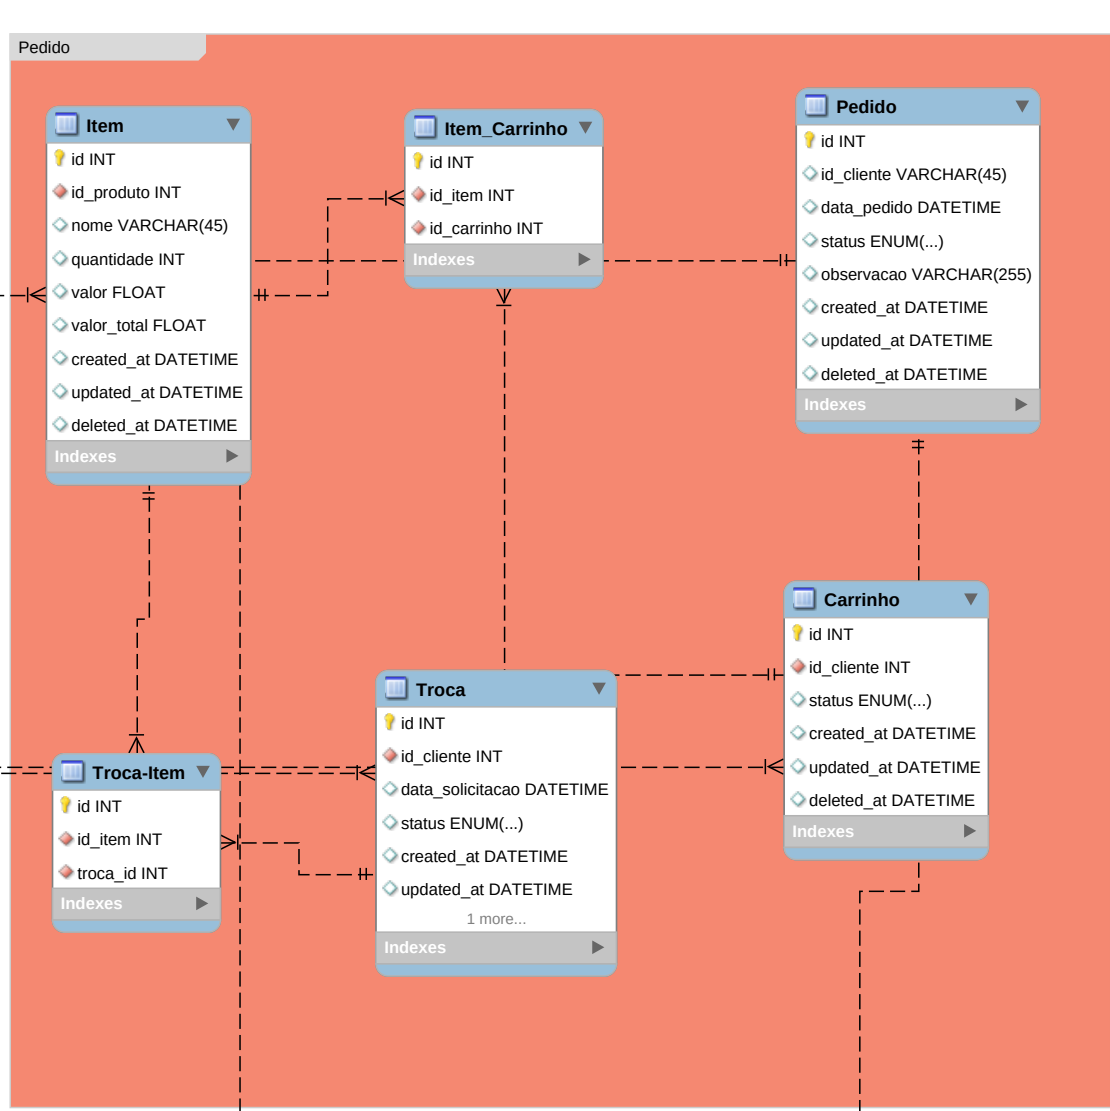 Pedido
Item
id INT
id_produto INT
nome VARCHAR(45)
quantidade INT
valor FLOAT
valor_total FLOAT
created_at DATETIME
updated_at DATETIME
deleted_at DATETIME
Indexes
Item_Carrinho
id INT
id_item INT
id_carrinho INT
Indexes
Pedido
id INT
id_cliente VARCHAR(45)
data_pedido DATETIME
status ENUM(...)
observacao VARCHAR(255)
created_at DATETIME
updated_at DATETIME
deleted_at DATETIME
Indexes
Carrinho
id INT
id_cliente INT
status ENUM(...)
created_at DATETIME
updated_at DATETIME
deleted_at DATETIME
Indexes
Troca
id INT
id_cliente INT
data_solicitacao DATETIME
status ENUM(...)
created_at DATETIME
updated_at DATETIME
1 more...
Indexes
Troca-Item
id INT
id_item INT
troca_id INT
Indexes